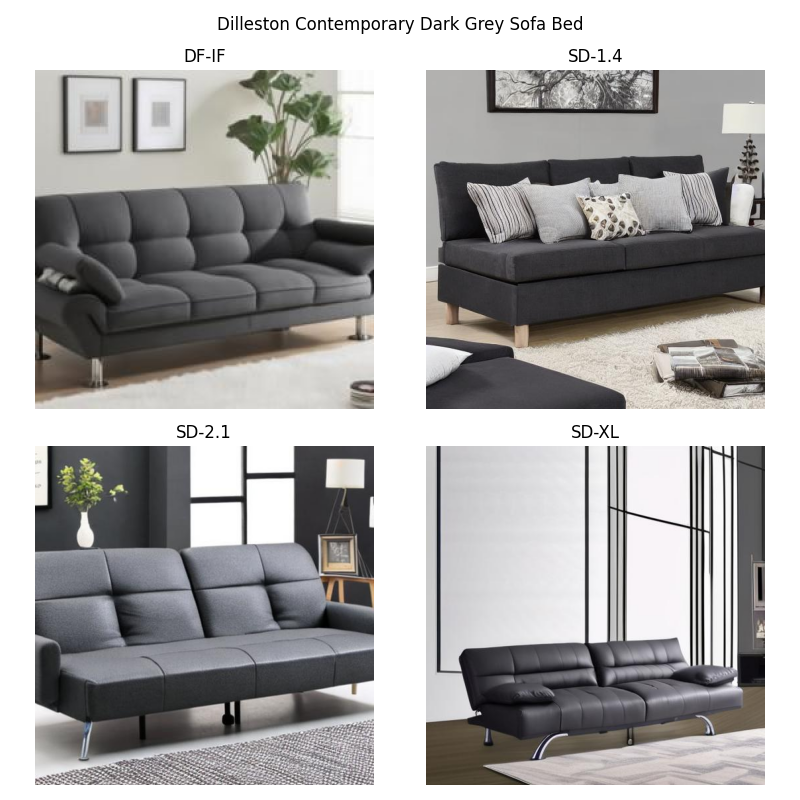 Dilleston Contemporary Dark Grey Sofa Bed
DF-IF
SD-1.4
SD-2.1
SD-XL